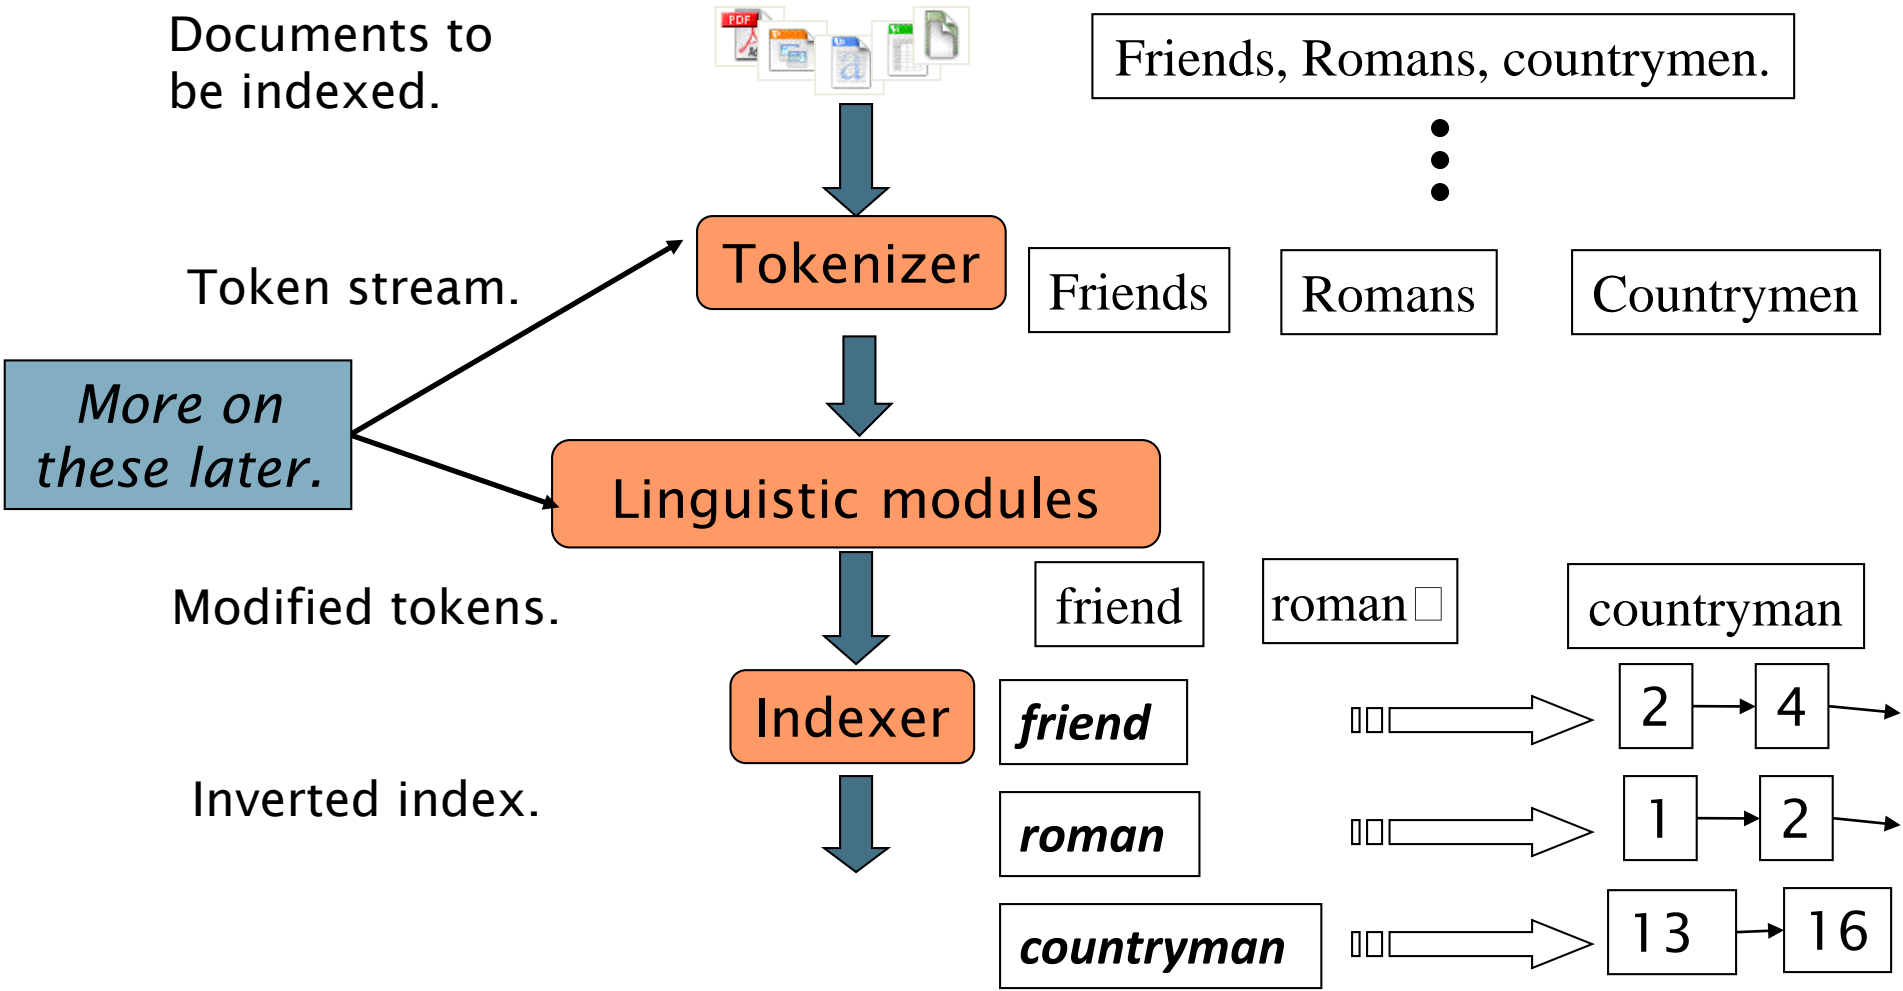 Documents to
be indexed.
PDF
Friends, Romans, countrymen.
Tokenizer
Token stream.
Friends
Romans
Countrymen
More on
these later.
Linguistic modules
Modified tokens.
friend
roman
countryman
Indexer
friend
2
4
Inverted index.
roman
1
2
countryman
13
16